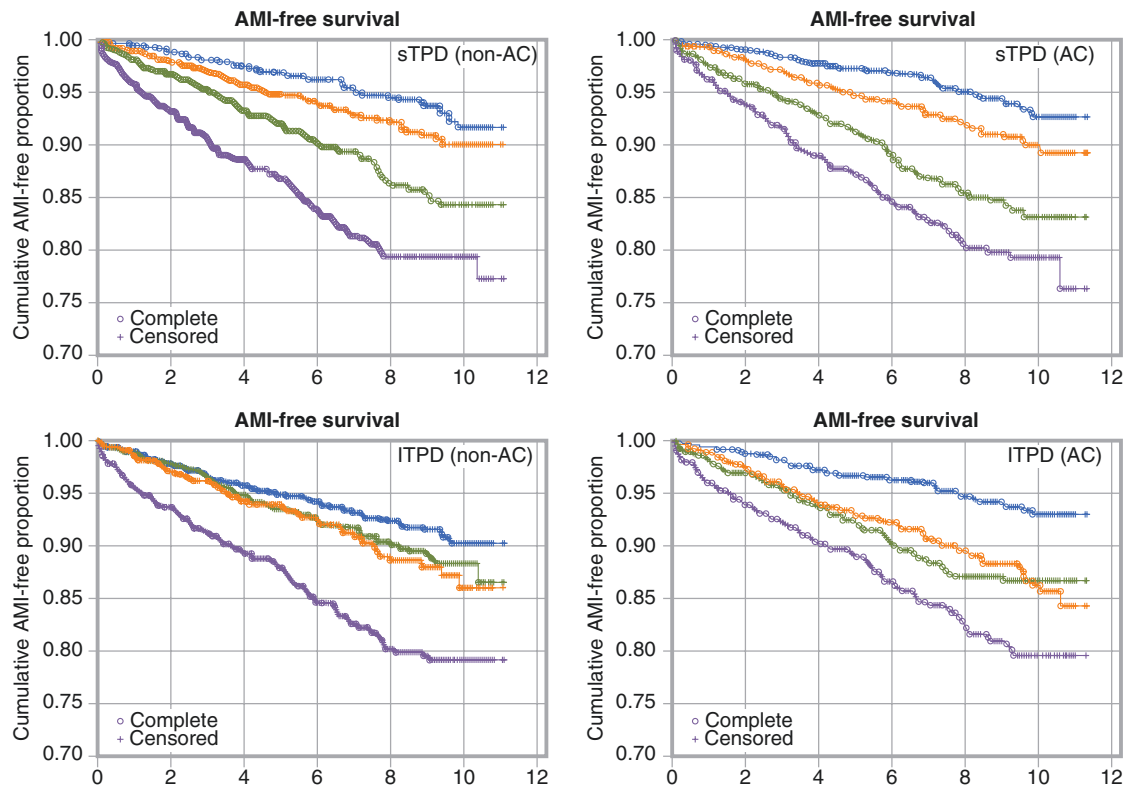 AMI-free survival
sTPD (non-AC)
Cumulative AMI-free proportion
1.00
0.95
0.90
0.85
0.80
0.75
0.70
Complete
Censored
0 2 4 6 8 10 12
AMI-free survival
sTPD (AC)
Cumulative AMI-free proportion
1.00
0.95
0.90
0.85
0.80
0.75
0.70
Complete
Censored
0 2 4 6 8 10 12
AMI-free survival
ITPD (non-AC)
Cumulative AMI-free proportion
1.00
0.95
0.90
0.85
0.80
0.75
0.70
Complete
Censored
0 2 4 6 8 10 12
AMI-free survival
ITPD (AC)
Cumulative AMI-free proportion
1.00
0.95
0.90
0.85
0.80
0.75
0.70
Complete
Censored
0 2 4 6 8 10 12